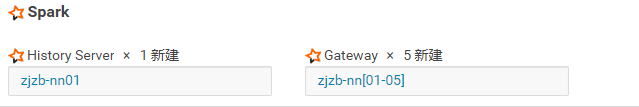 Spark
History Server × 1 新建
zjzb-nn01
Gateway × 5 新建
zjzb-nn[01-05]